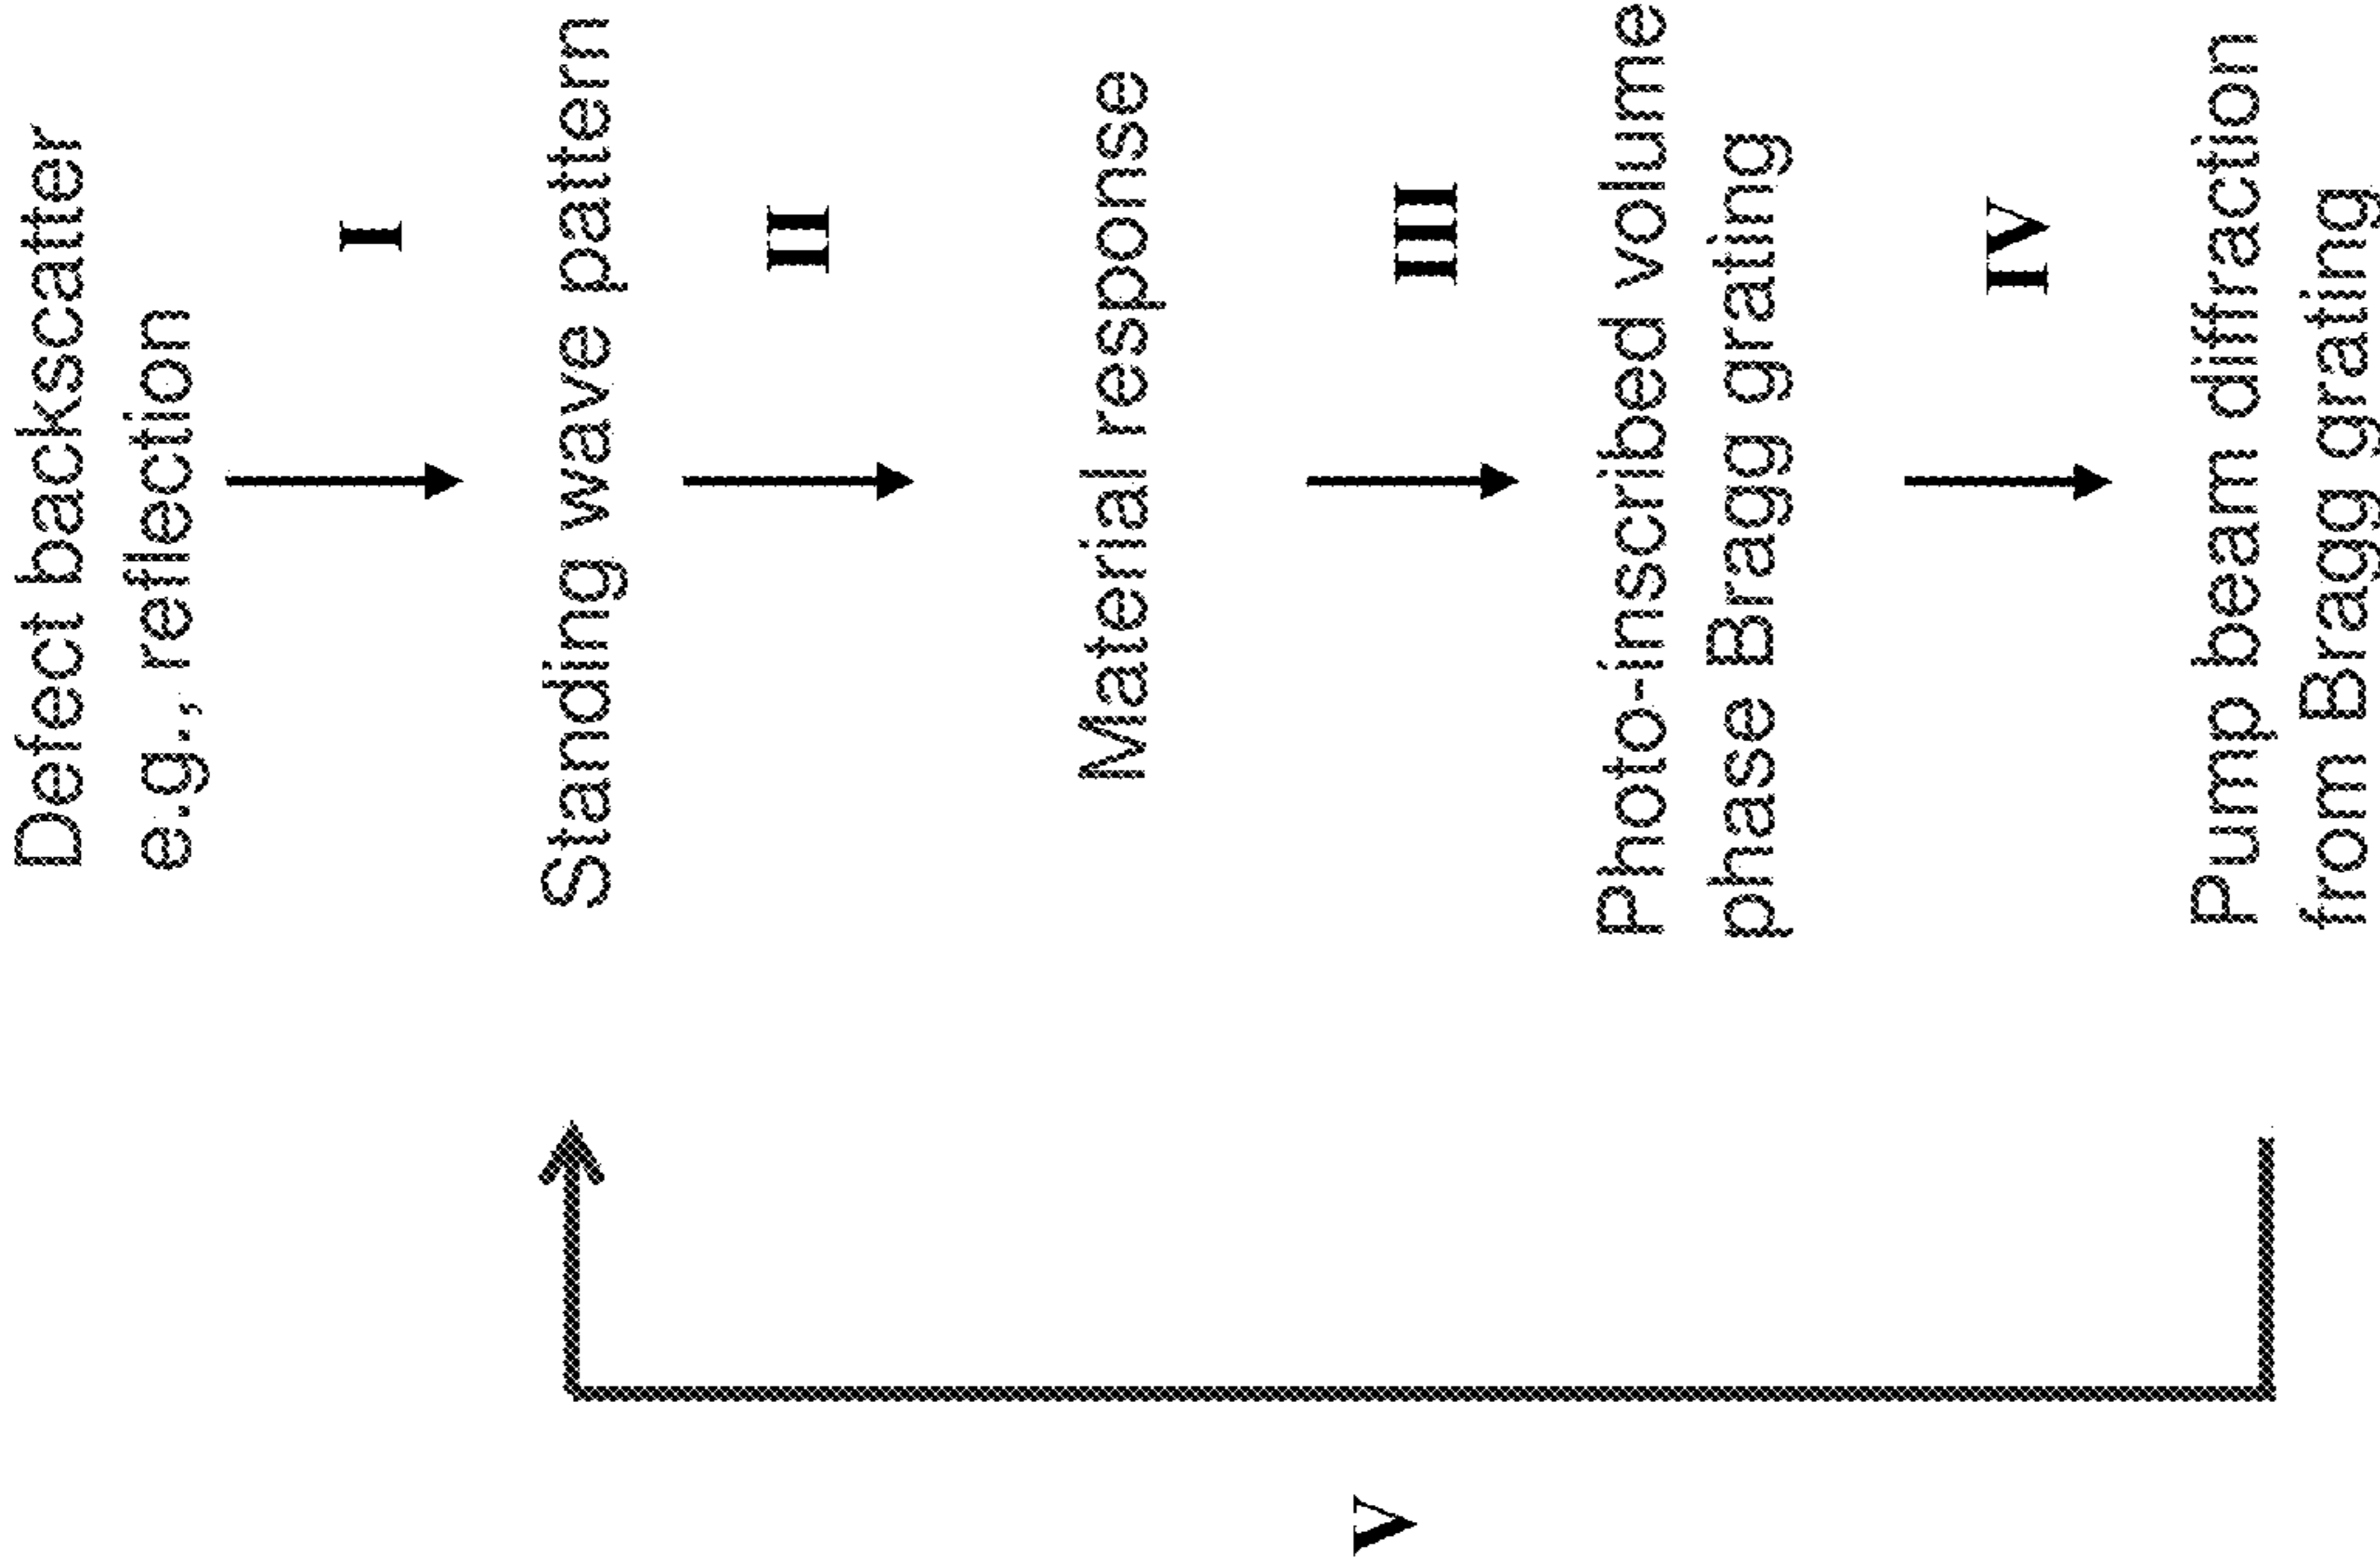 Defect backscatter
e.g., reflection
I
Standing wave pattern
II
Material response
III
Photo-inscribed volume
phase Bragg grating
IV
Pump beam diffraction
from Bragg grating
V